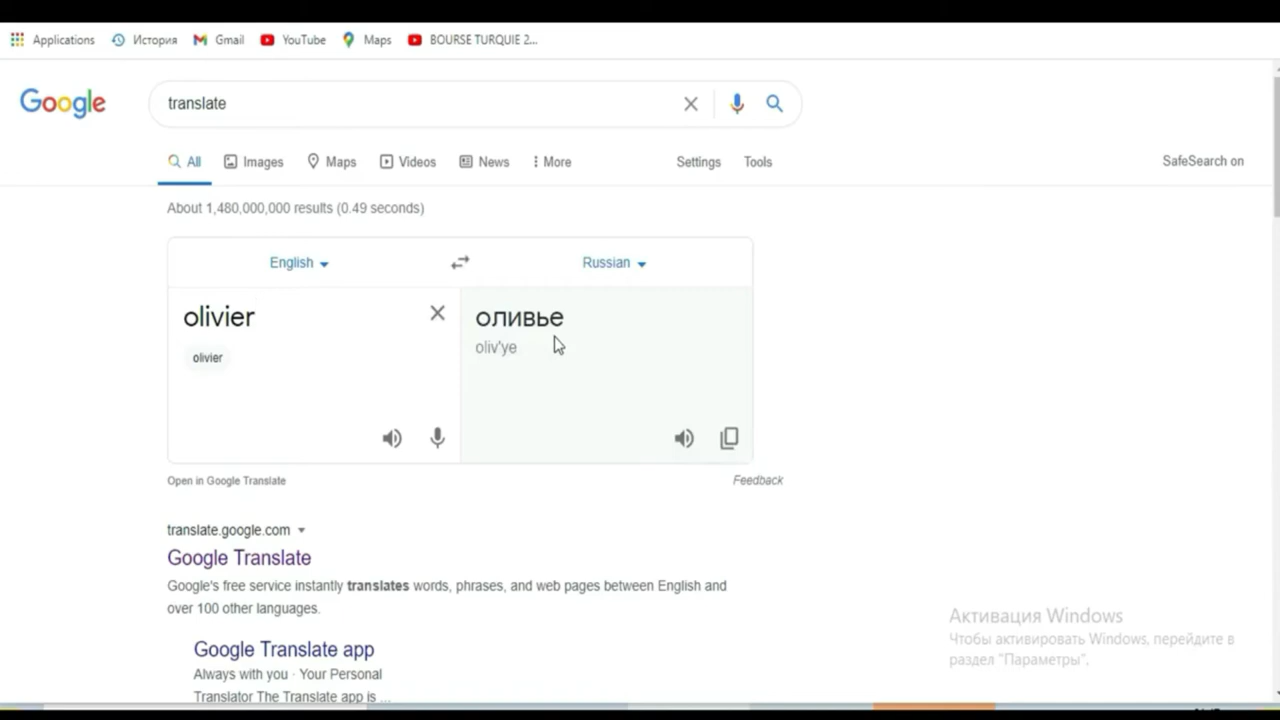 Applications История Gmail YouTube Maps BOURSE TURQUIE 2...
Google translate
All Images Maps Videos News More Settings Tools SafeSearch on
About 1,480,000,000 results (0.49 seconds)
English Russian
olivier оливье
oliv'ye
olivier
Open in Google Translate Feedback
translate.google.com
Google Translate
Google's free service instantly translates words, phrases, and web pages between English and
over 100 other languages.
Google Translate app
Always with you · Your Personal
Translator The Translate app is ...
Активация Windows
Чтобы активировать Windows, перейдите в
раздел "Параметры".